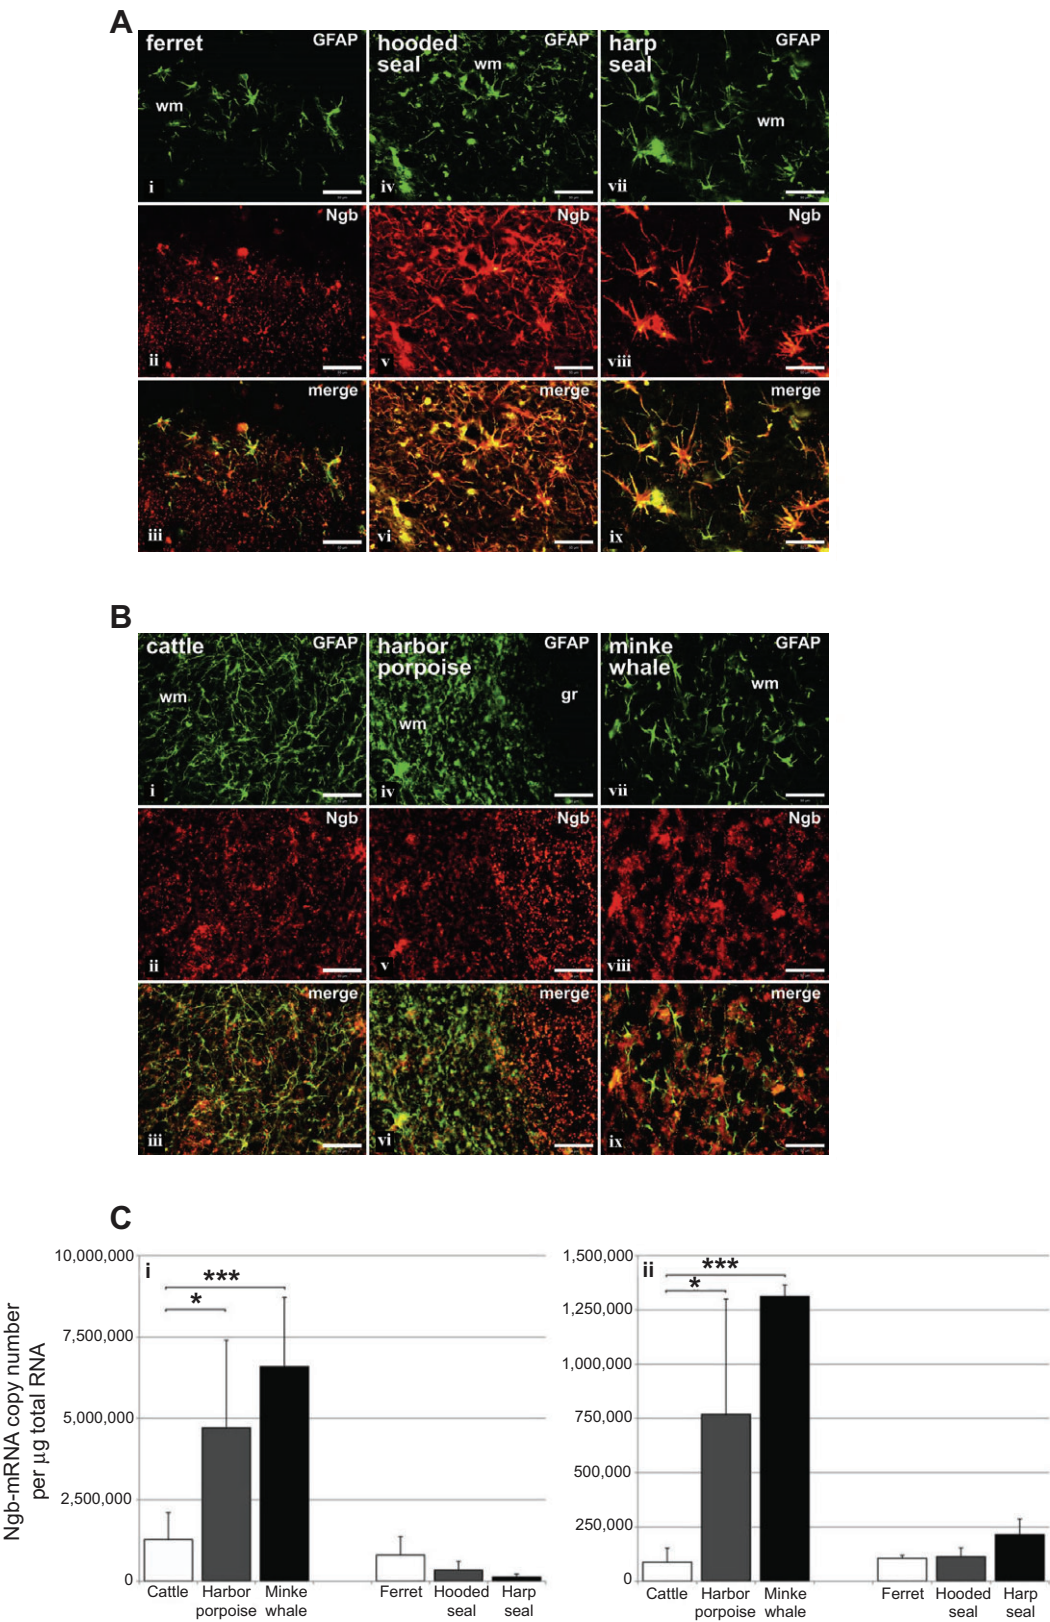 A
ferret GFAP
wm
i
hooded GFAP
seal
wm
iv
harp GFAP
seal
wm
vii
Ngb
ii
Ngb
v
Ngb
viii
merge
iii
merge
vi
merge
ix
B
cattle GFAP
wm
i
harbor GFAP
porpoise
gr
wm
iv
minke GFAP
whale
wm
vii
Ngb
ii
Ngb
v
Ngb
viii
merge
iii
merge
vi
merge
ix
C
Ngb-mRNA copy number
per μg total RNA
i
10,000,000
7,500,000
5,000,000
2,500,000
0
***
*
Cattle
Harbor
porpoise
Minke
whale
Ferret
Hooded
seal
Harp
seal
ii
1,500,000
1,250,000
1,000,000
750,000
500,000
250,000
0
***
*
Cattle
Harbor
porpoise
Minke
whale
Ferret
Hooded
seal
Harp
seal